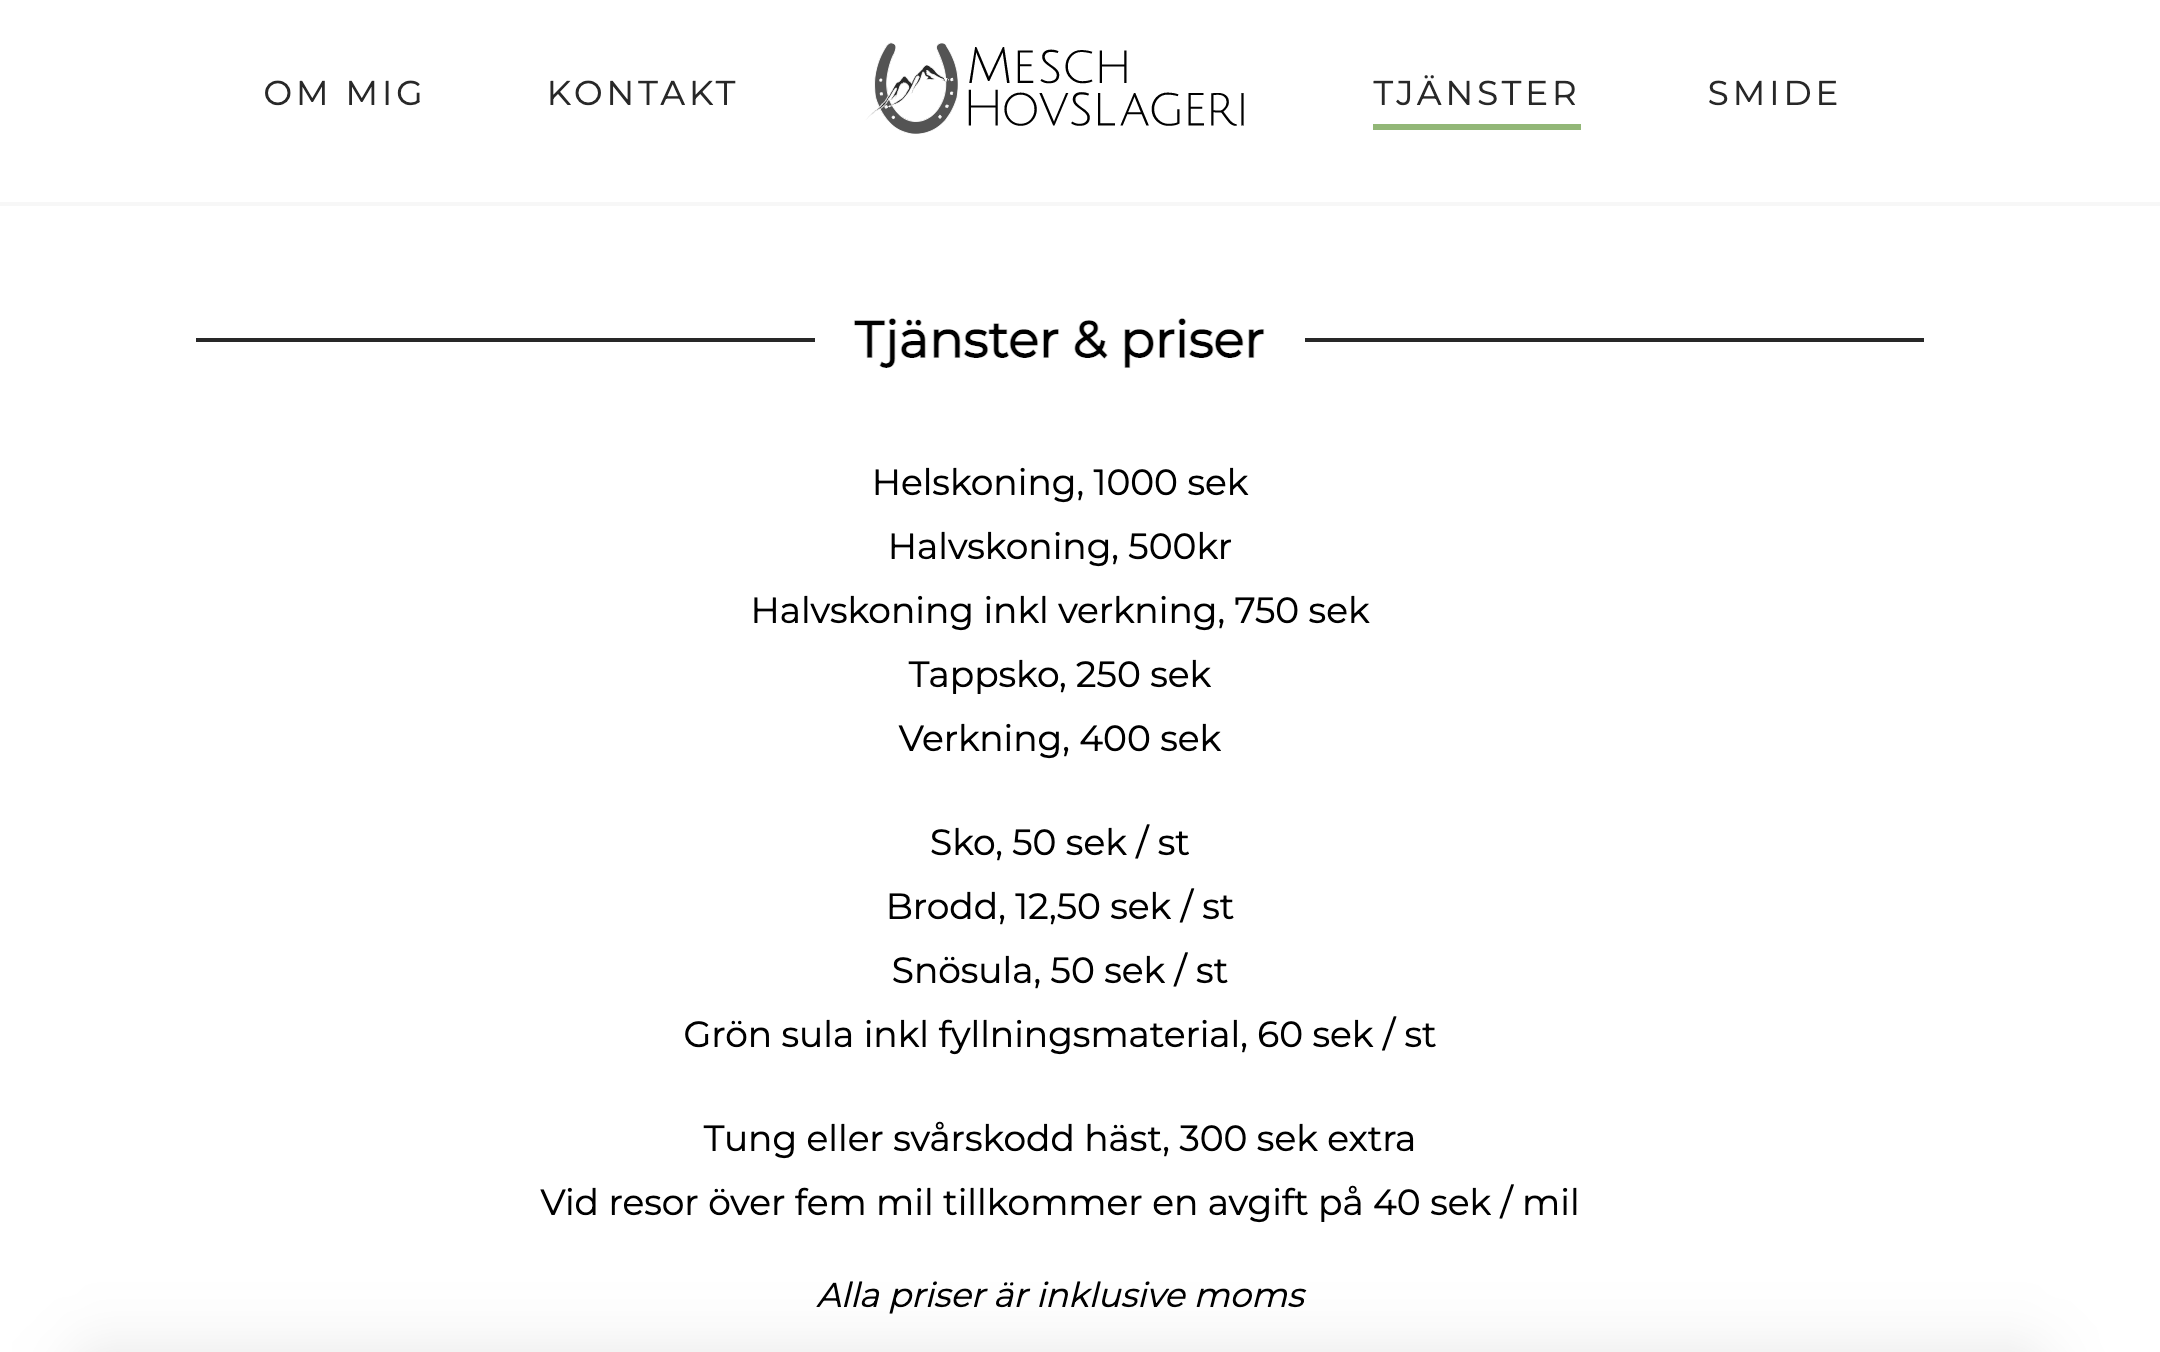 OM MIG
KONTAKT
MESCH
HOVSLAGERI
TJÄNSTER
SMIDE
Tjänster & priser
Helskoning, 1000 sek
Halvskoning, 500kr
Halvskoning inkl verkning, 750 sek
Tappsko, 250 sek
Verkning, 400 sek
Sko, 50 sek / st
Brodd, 12,50 sek / st
Snösula, 50 sek / st
Grön sula inkl fyllningsmaterial, 60 sek / st
Tung eller svårskodd häst, 300 sek extra
Vid resor över fem mil tillkommer en avgift på 40 sek / mil
Alla priser är inklusive moms